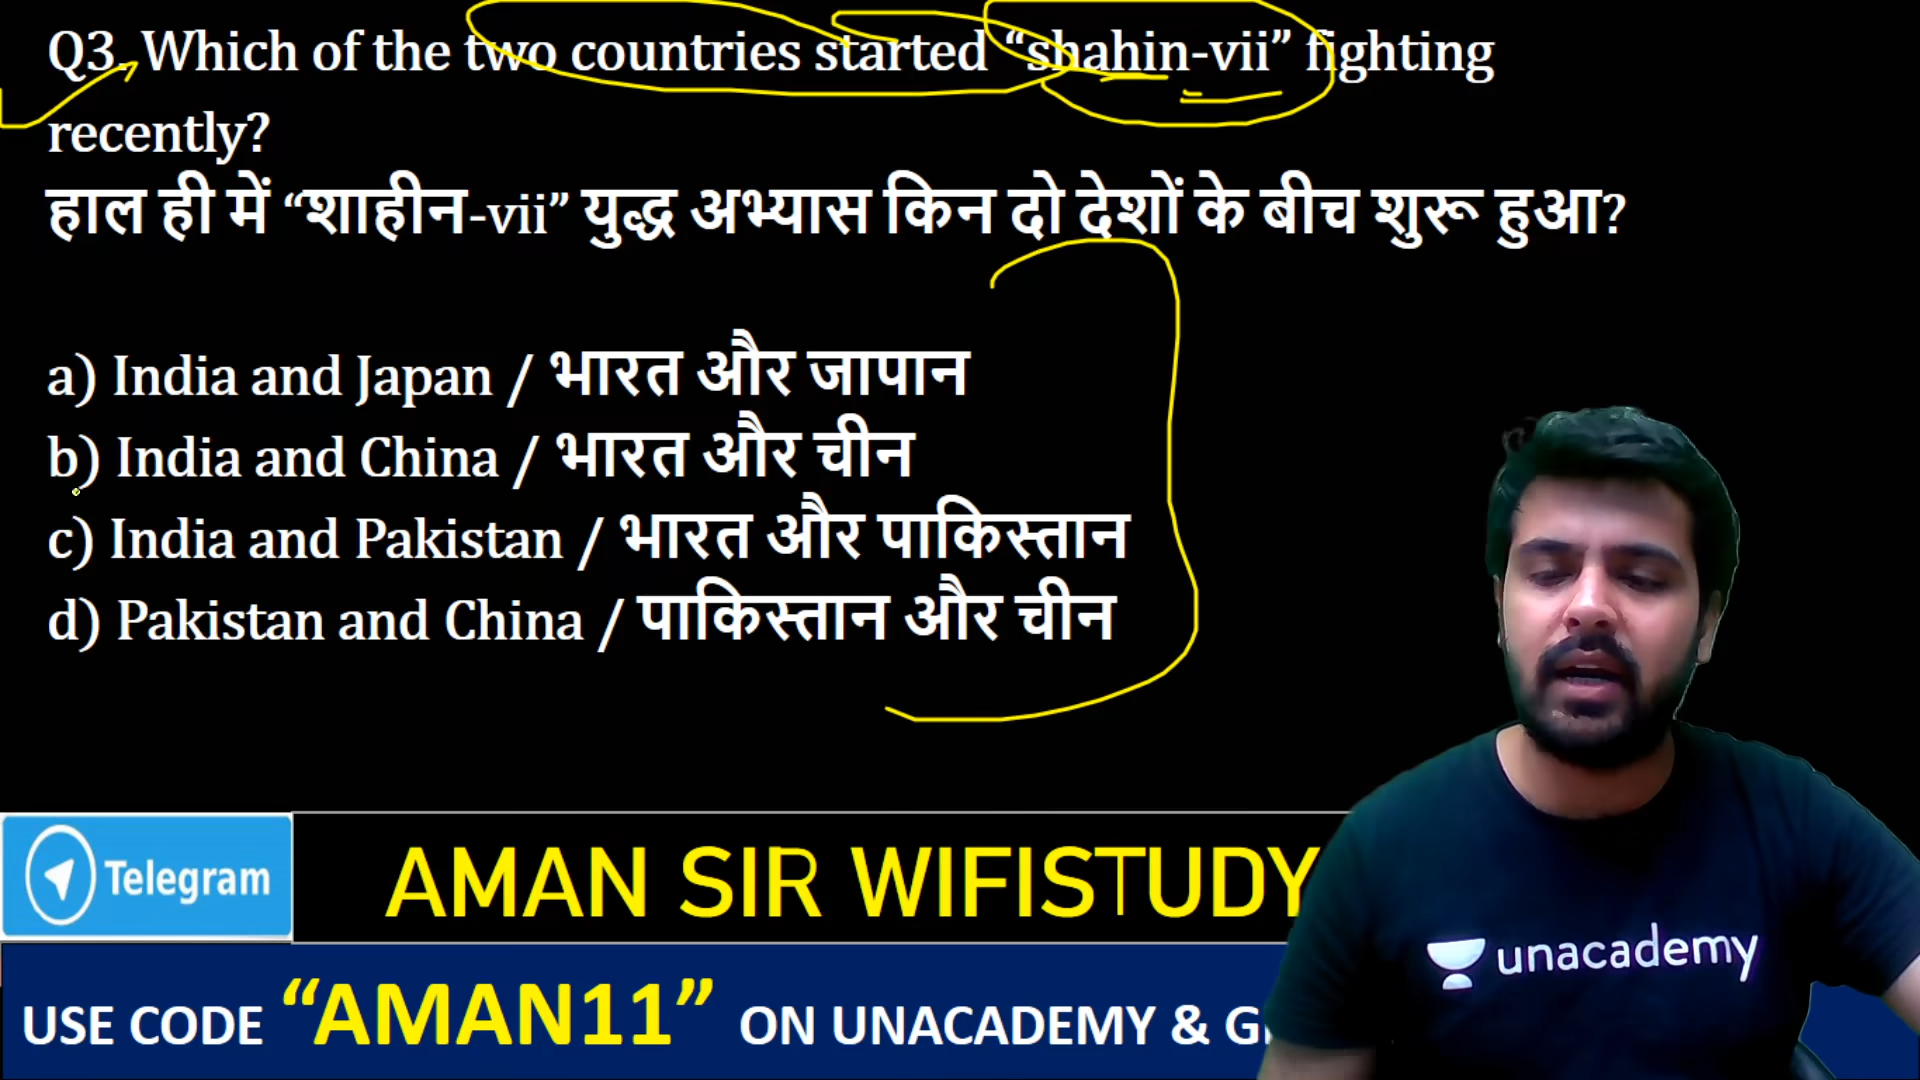 Q3. Which of the two countries started “shahin-vii” fighting
recently?
हाल ही में “शाहीन-vii” युद्ध अभ्यास किन दो देशों के बीच शुरू हुआ?
a) India and Japan / भारत और जापान
b) India and China / भारत और चीन
c) India and Pakistan / भारत और पाकिस्तान
d) Pakistan and China / पाकिस्तान और चीन
Telegram
AMAN SIR WIFISTUDY
unacademy
USE CODE “AMAN11” ON UNACADEMY &